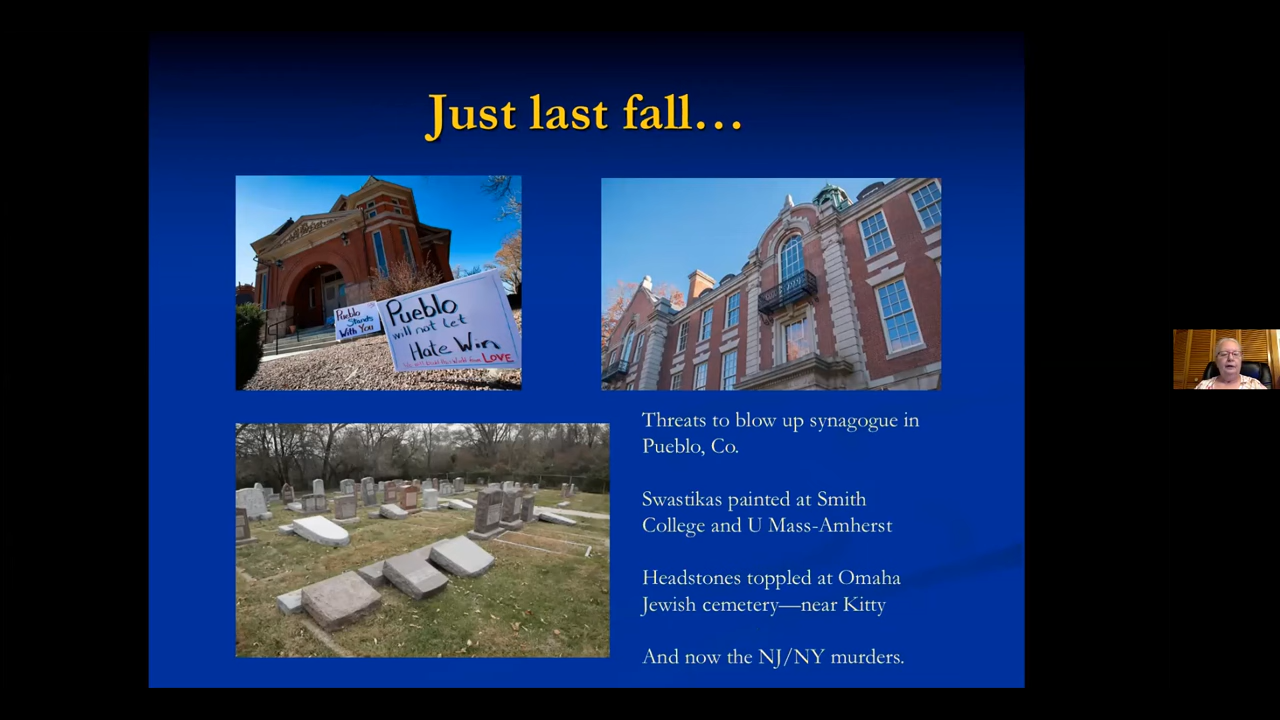 Just last fall...
Pueblo
Stands
With You
Pueblo
will not let
Hate Win
LOVE
Threats to blow up synagogue in
Pueblo, Co.
Swastikas painted at Smith
College and U Mass-Amherst
Headstones toppled at Omaha
Jewish cemetery—near Kitty
And now the NJ/NY murders.